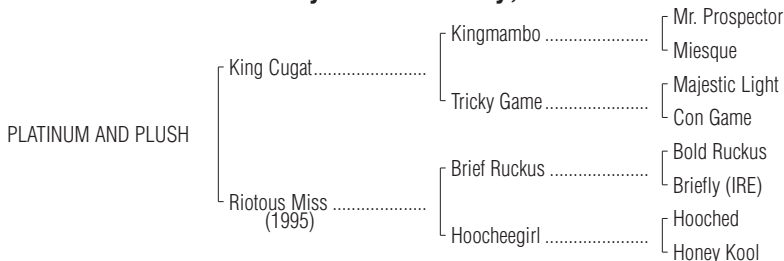 Mr. Prospector
Kingmambo ........................
Miesque
King Cugat..........................
Majestic Light
Tricky Game........................
Con Game
PLATINUM AND PLUSH
Bold Ruckus
Brief Ruckus ........................
Briefly (IRE)
Riotous Miss ......................
(1995)
Hooched
Hoocheegirl ........................
Honey Kool